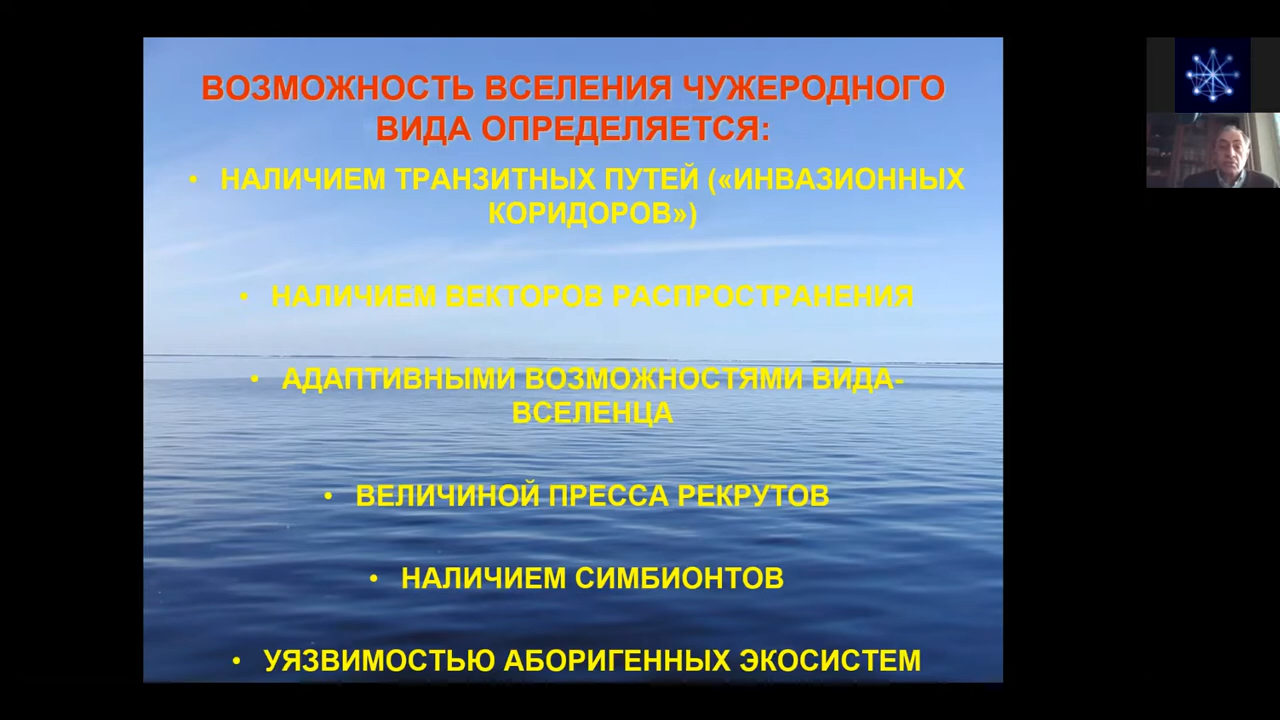 ВОЗМОЖНОСТЬ ВСЕЛЕНИЯ ЧУЖЕРОДНОГО
ВИДА ОПРЕДЕЛЯЕТСЯ:
• НАЛИЧИЕМ ТРАНЗИТНЫХ ПУТЕЙ («ИНВАЗИОННЫХ
КОРИДОРОВ»)
• НАЛИЧИЕМ ВЕКТОРОВ РАСПРОСТРАНЕНИЯ
• АДАПТИВНЫМИ ВОЗМОЖНОСТЯМИ ВИДА-
ВСЕЛЕНЦА
• ВЕЛИЧИНОЙ ПРЕССА РЕКРУТОВ
• НАЛИЧИЕМ СИМБИОНТОВ
• УЯЗВИМОСТЬЮ АБОРИГЕННЫХ ЭКОСИСТЕМ